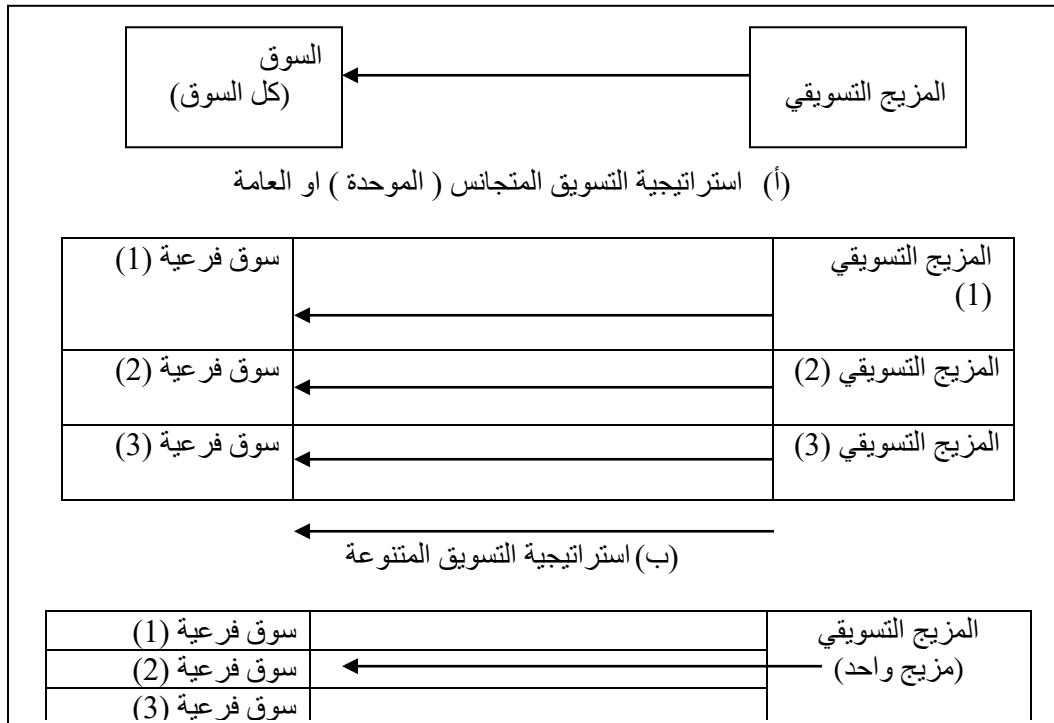 المزيج التسويقي
السوق
(كل السوق)
(أ) استراتيجية التسويق المتجانس ( الموحدة ) او العامة
المزيج التسويقي
(1)
سوق فرعية (1)
المزيج التسويقي (2)
سوق فرعية (2)
المزيج التسويقي (3)
سوق فرعية (3)
(ب) استراتيجية التسويق المتنوعة
المزيج التسويقي
(مزيج واحد)
سوق فرعية (1)
سوق فرعية (2)
سوق فرعية (3)